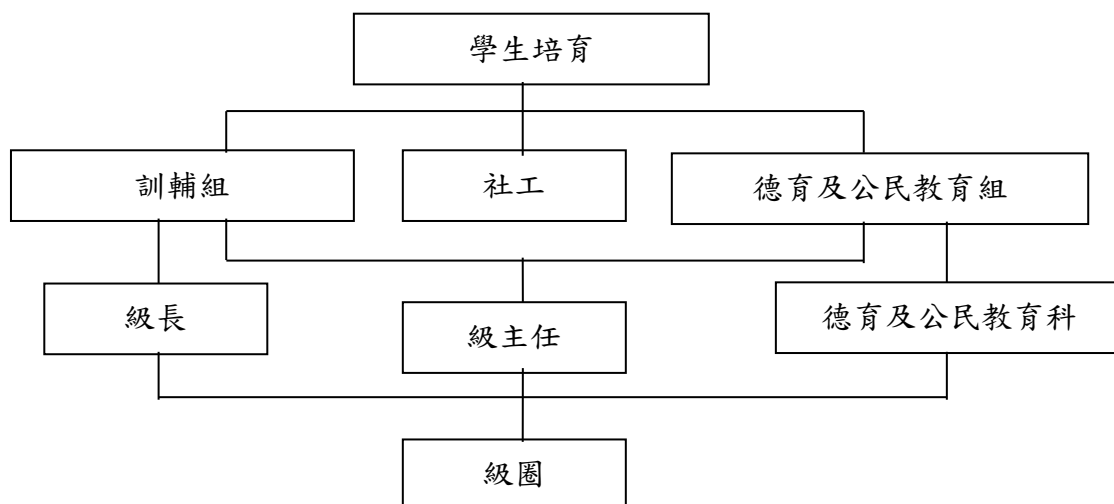 學生培育
訓輔組
社工
德育及公民教育組
級長
級主任
德育及公民教育科
級圈